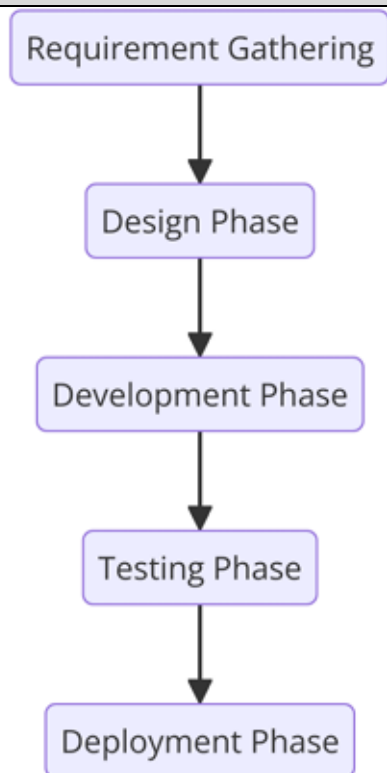 Requirement Gathering
Design Phase
Development Phase
Testing Phase
Deployment Phase